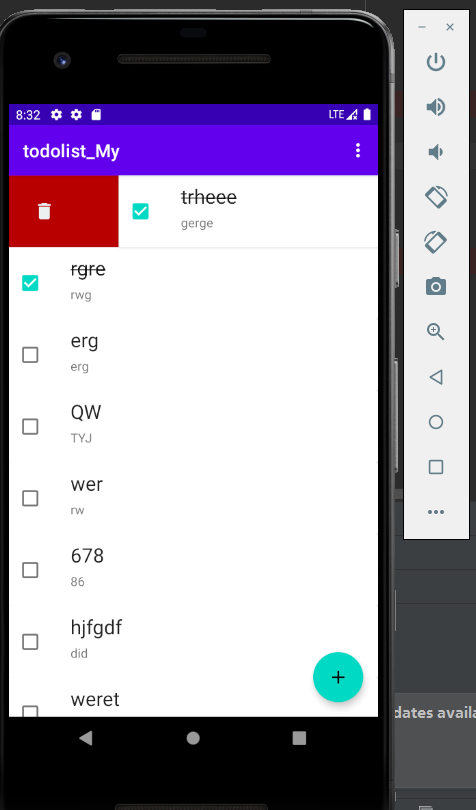 8:32 LTE
todolist_My
trheee
gerge
rgre
rwg
erg
erg
QW
TYJ
wer
rw
678
86
hjfgdf
did
weret
dates availa